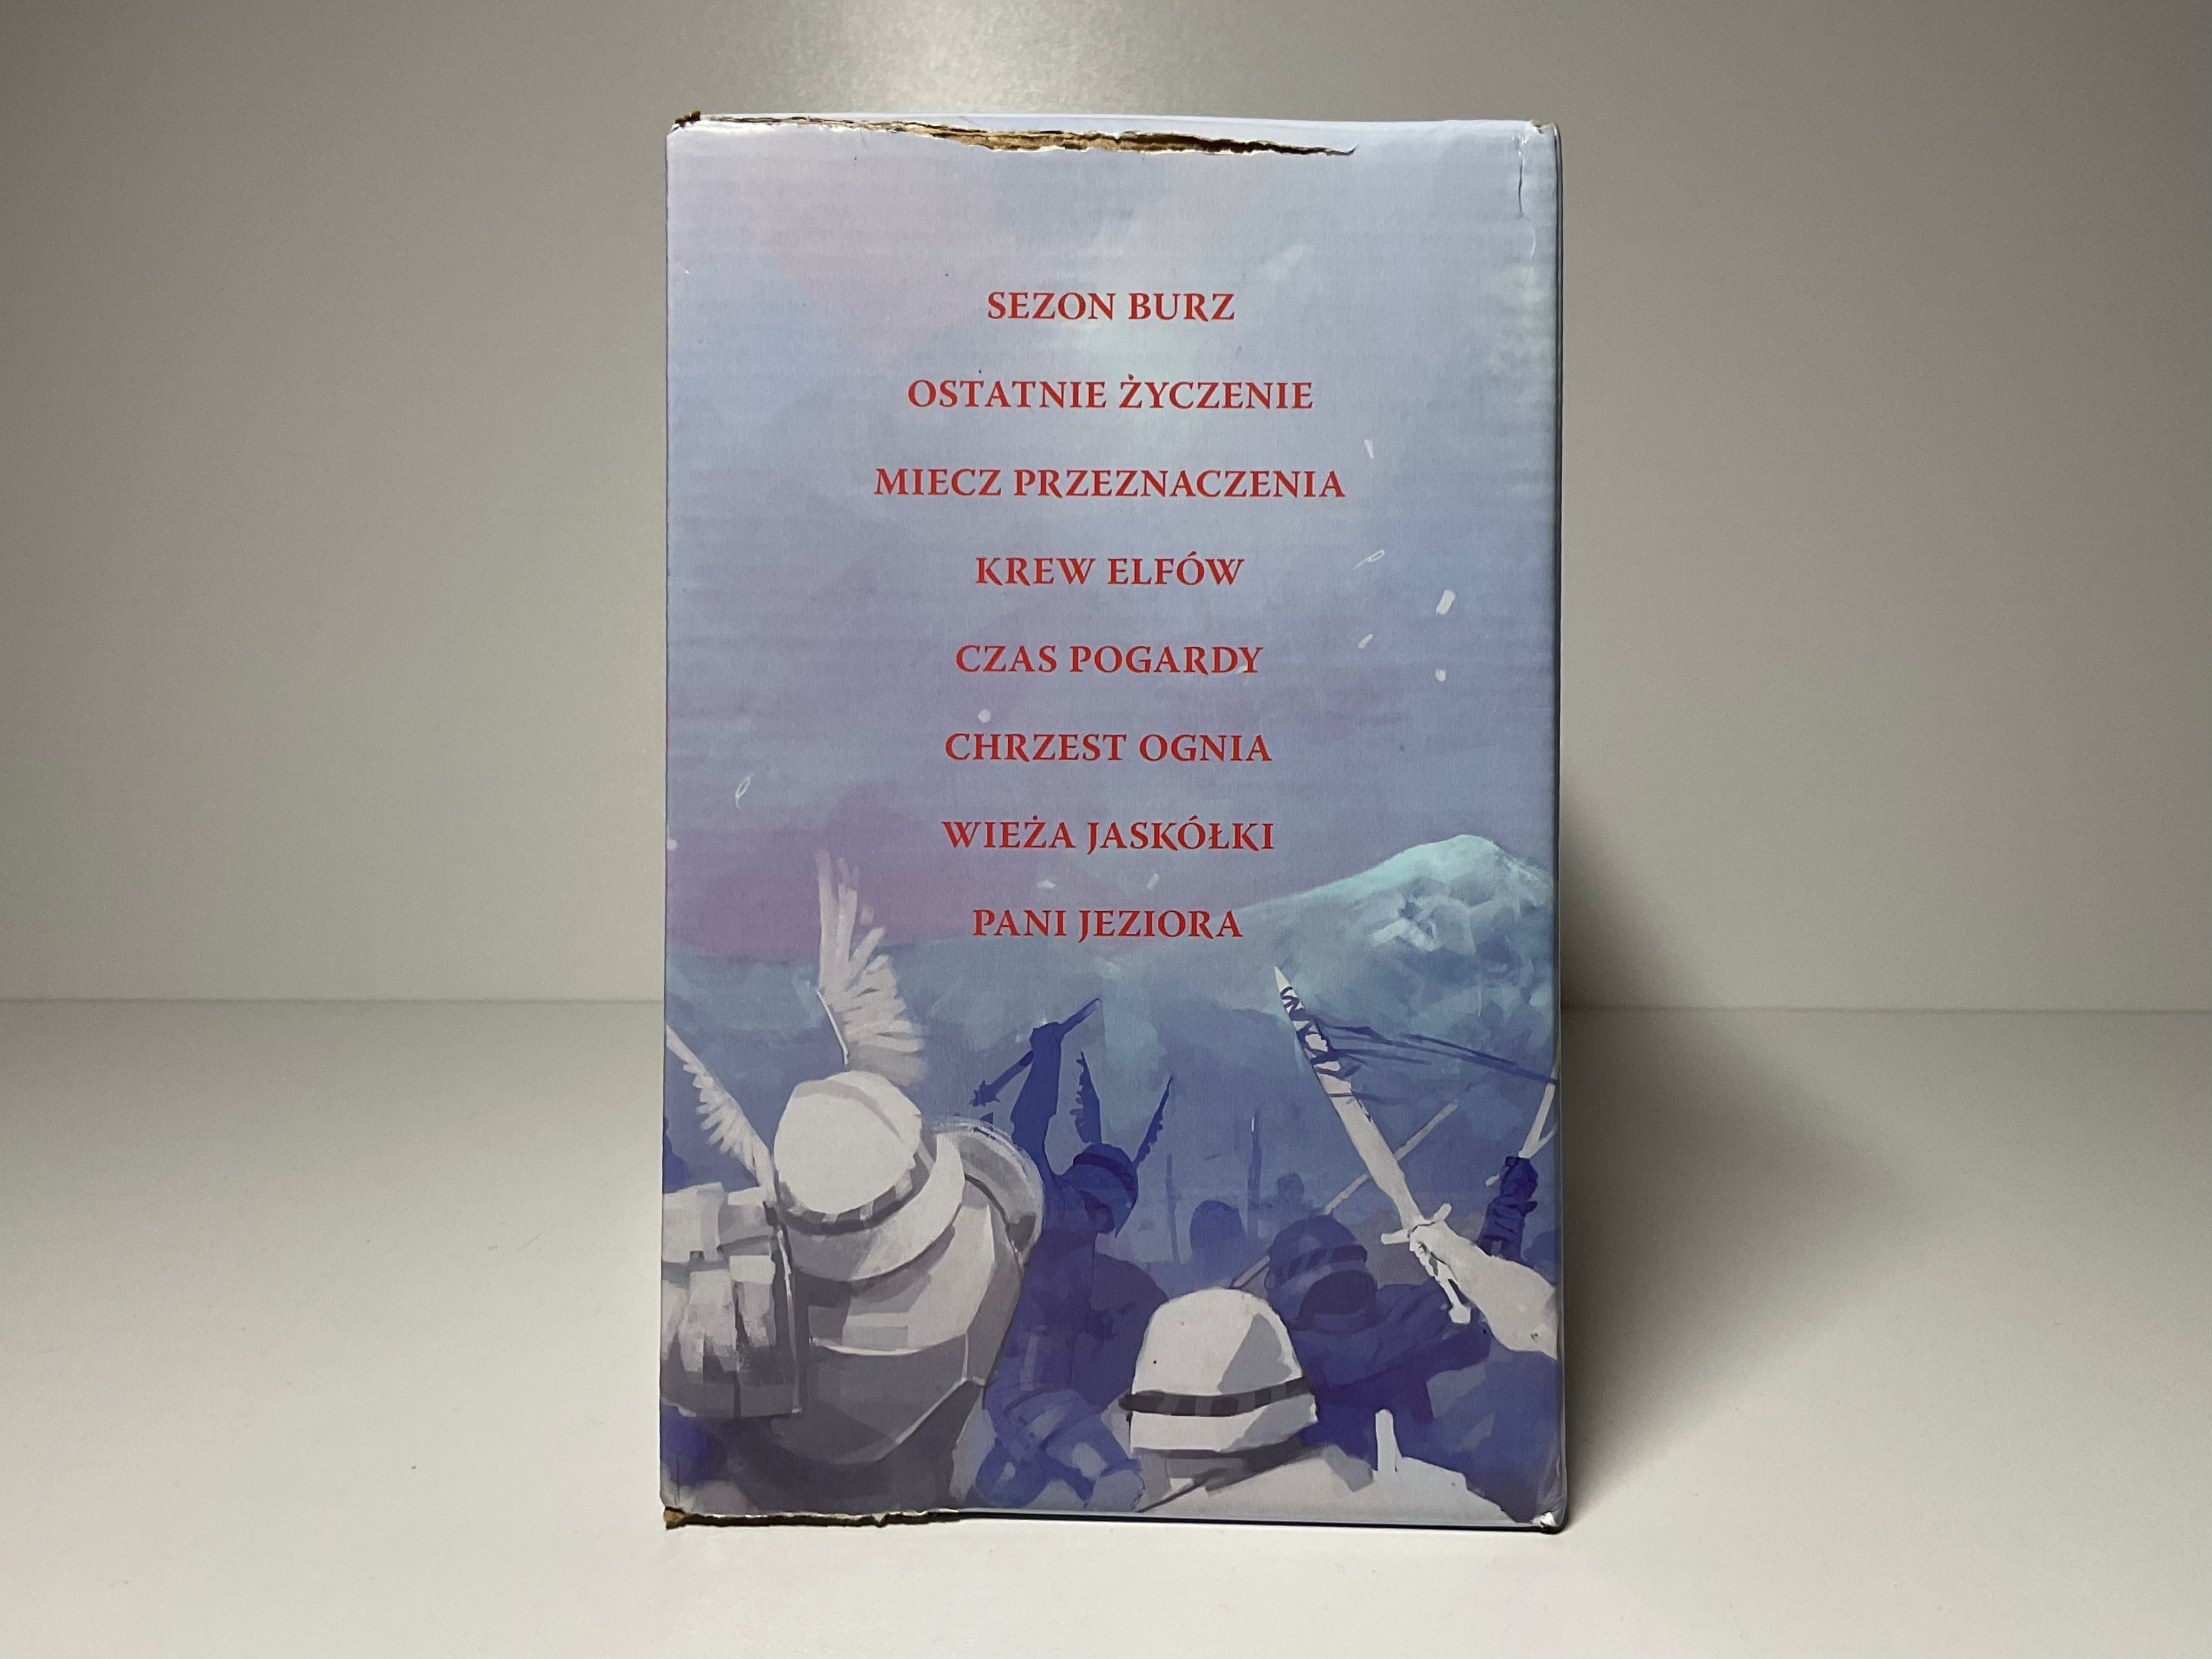 SEZON BURZ
OSTATNIE ŻYCZENIE
MIECZ PRZEZNACZENIA
KREW ELFÓW
CZAS POGARDY
CHRZEST OGNIA
WIEŻA JASKÓŁKI
PANI JEZIORA